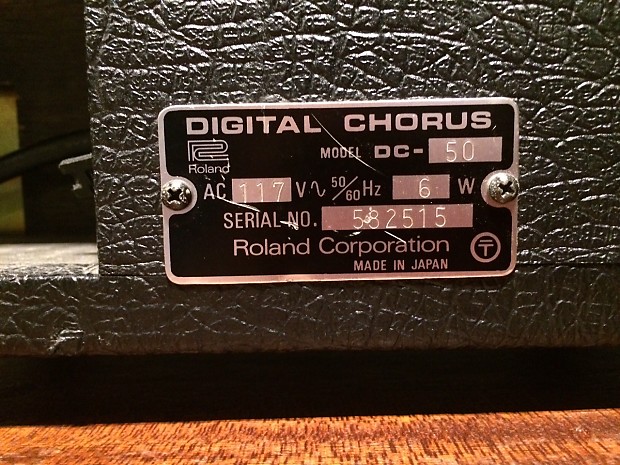 DIGITAL CHORUS
Roland
MODEL DC-50
AC 117 V∿ 50/60 Hz 6 W
SERIAL-NO. 582515
Roland Corporation
MADE IN JAPAN